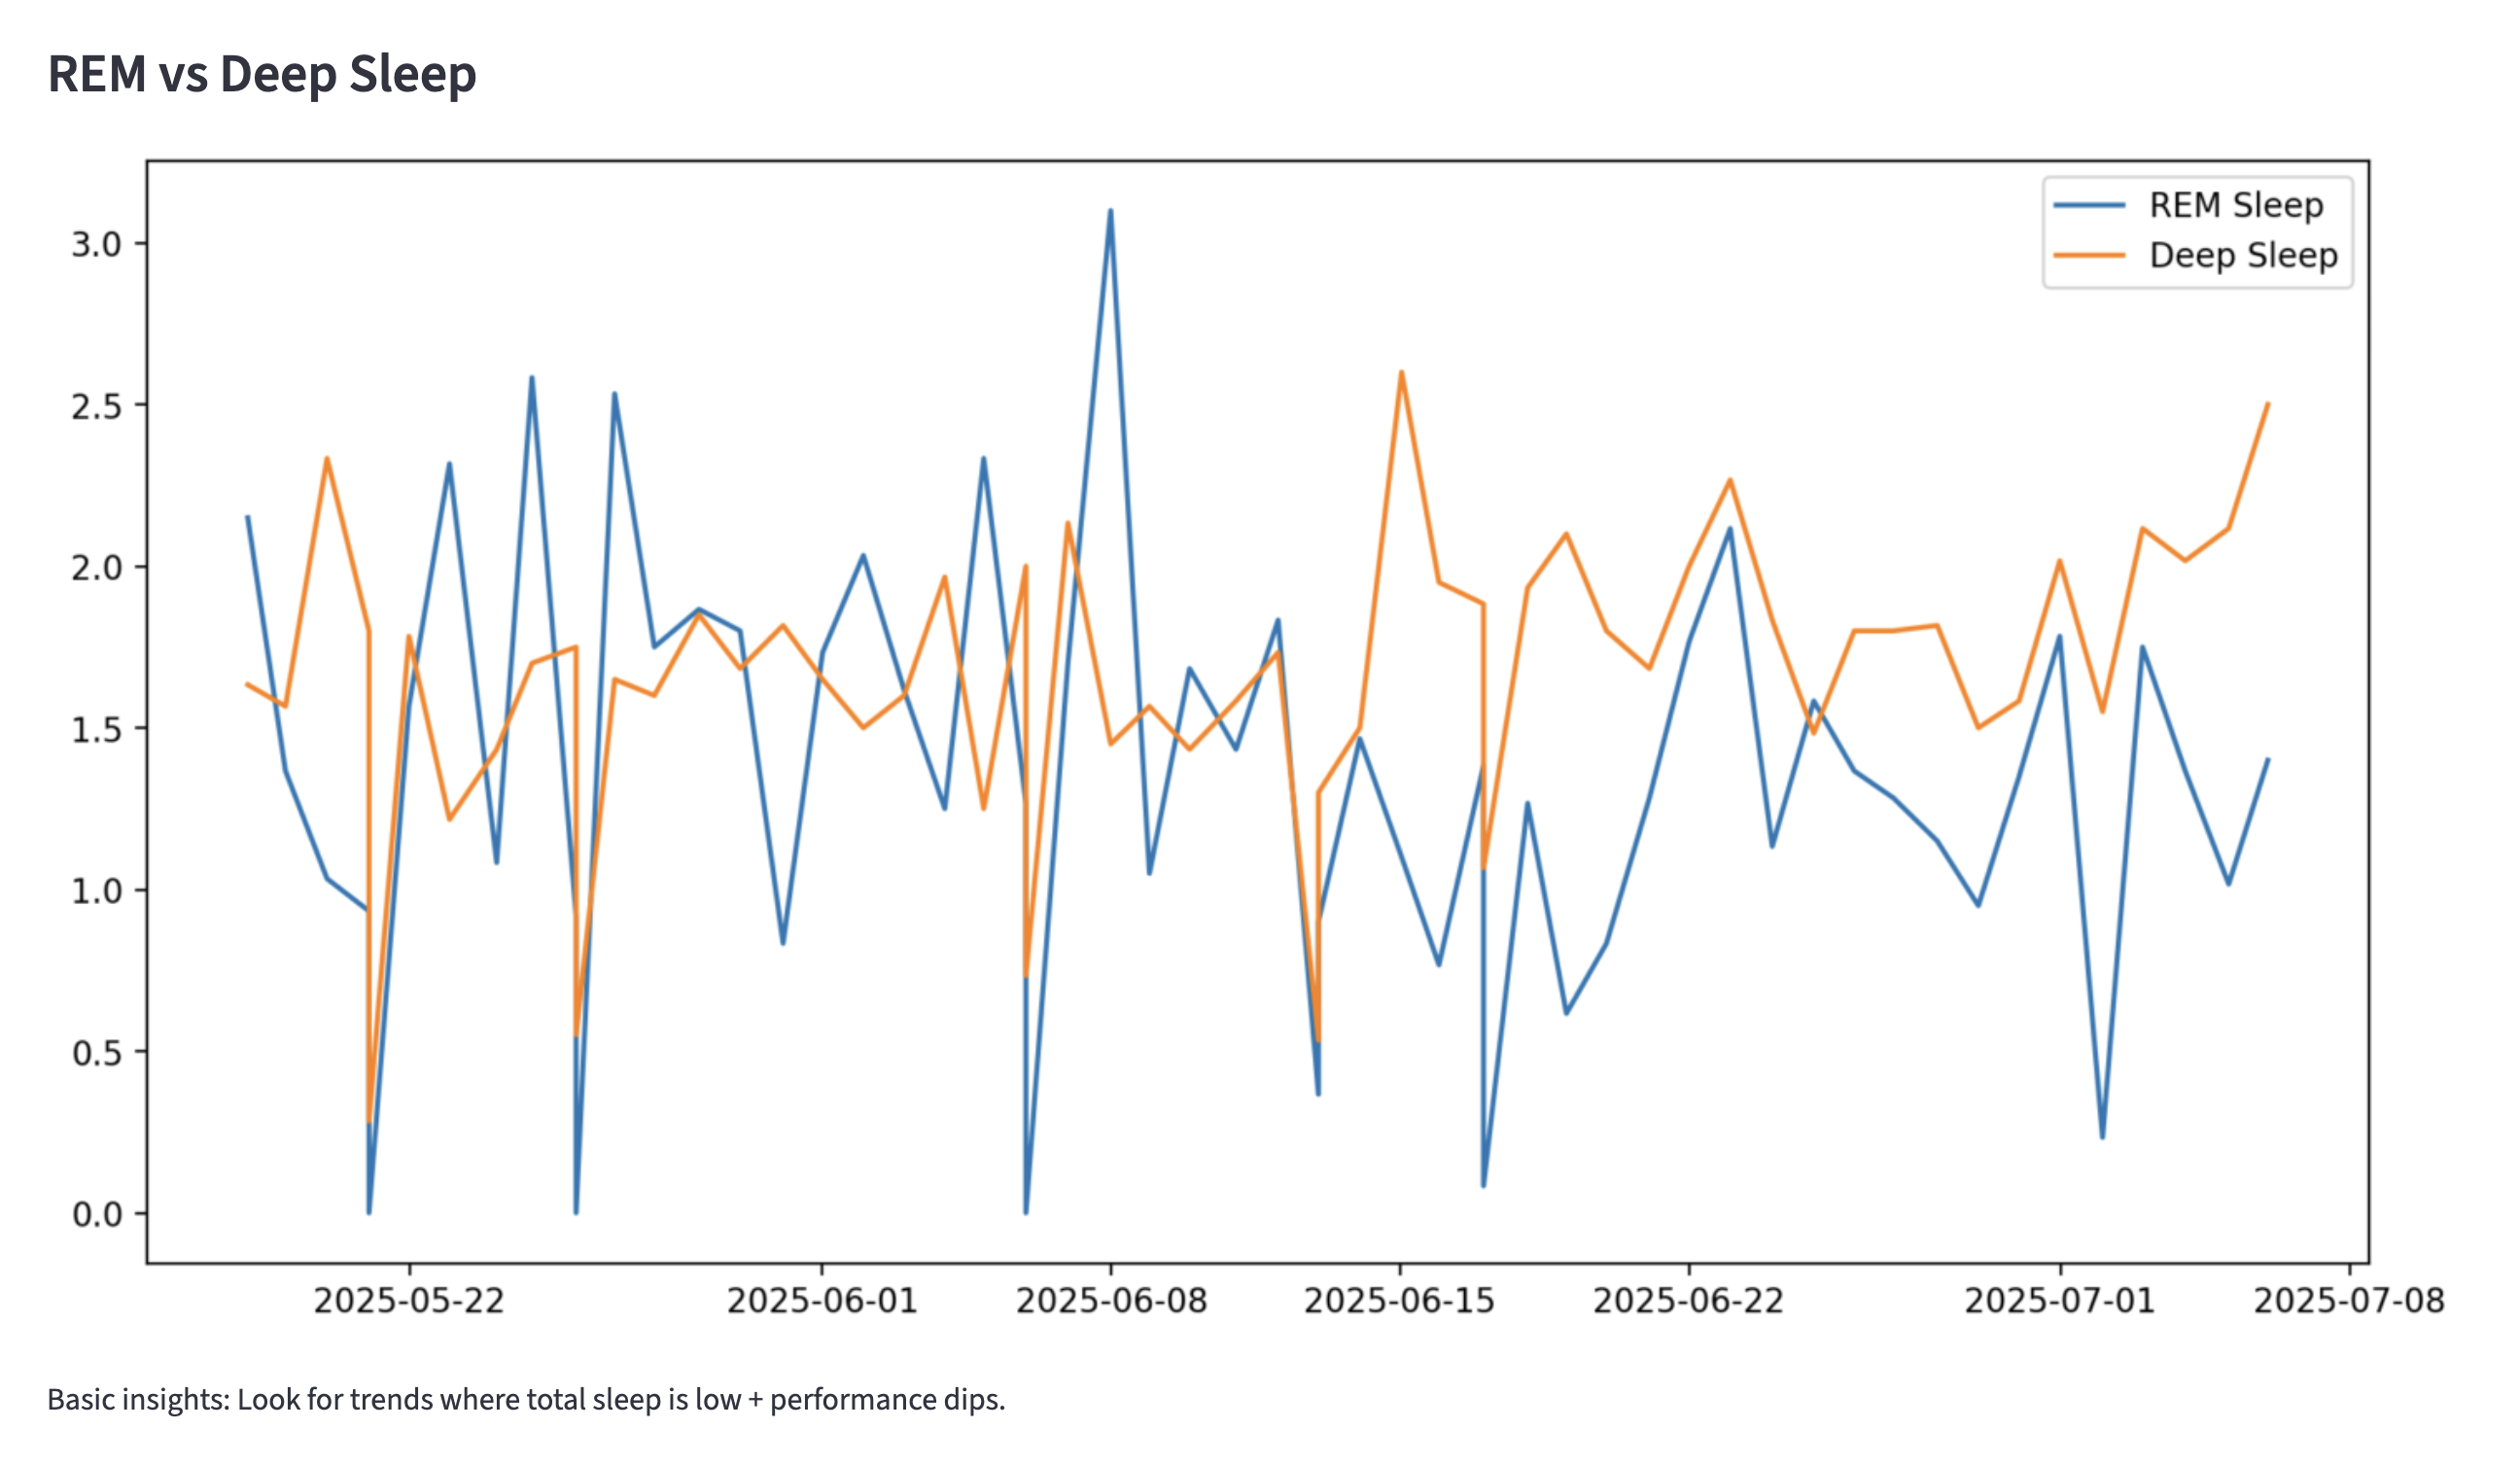 REM vs Deep Sleep
REM Sleep
Deep Sleep
3.0
2.5
2.0
1.5
1.0
0.5
0.0
2025-05-22 2025-06-01 2025-06-08 2025-06-15 2025-06-22 2025-07-01 2025-07-08
Basic insights: Look for trends where total sleep is low + performance dips.